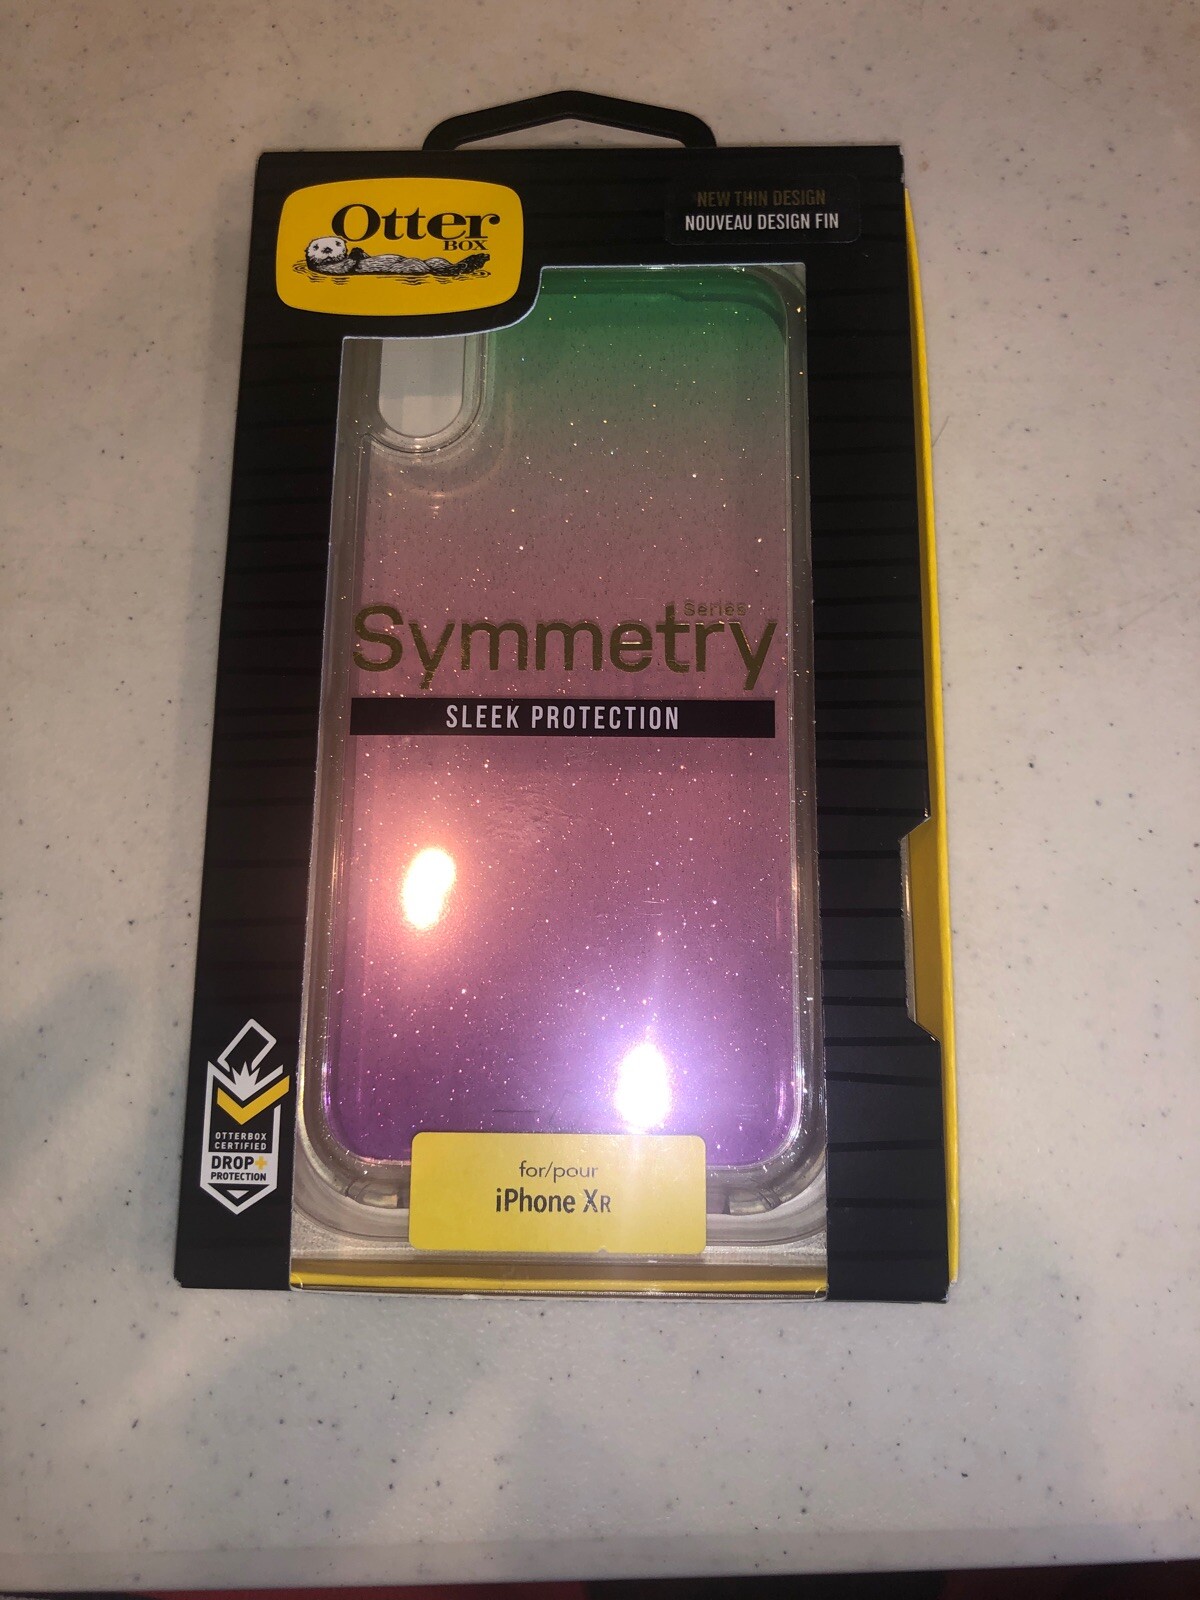 Otter
BOX
NEW THIN DESIGN
NOUVEAU DESIGN FIN
Symmetry Series
SLEEK PROTECTION
OTTERBOX
CERTIFIED
DROP+
PROTECTION
for/pour
iPhone XR